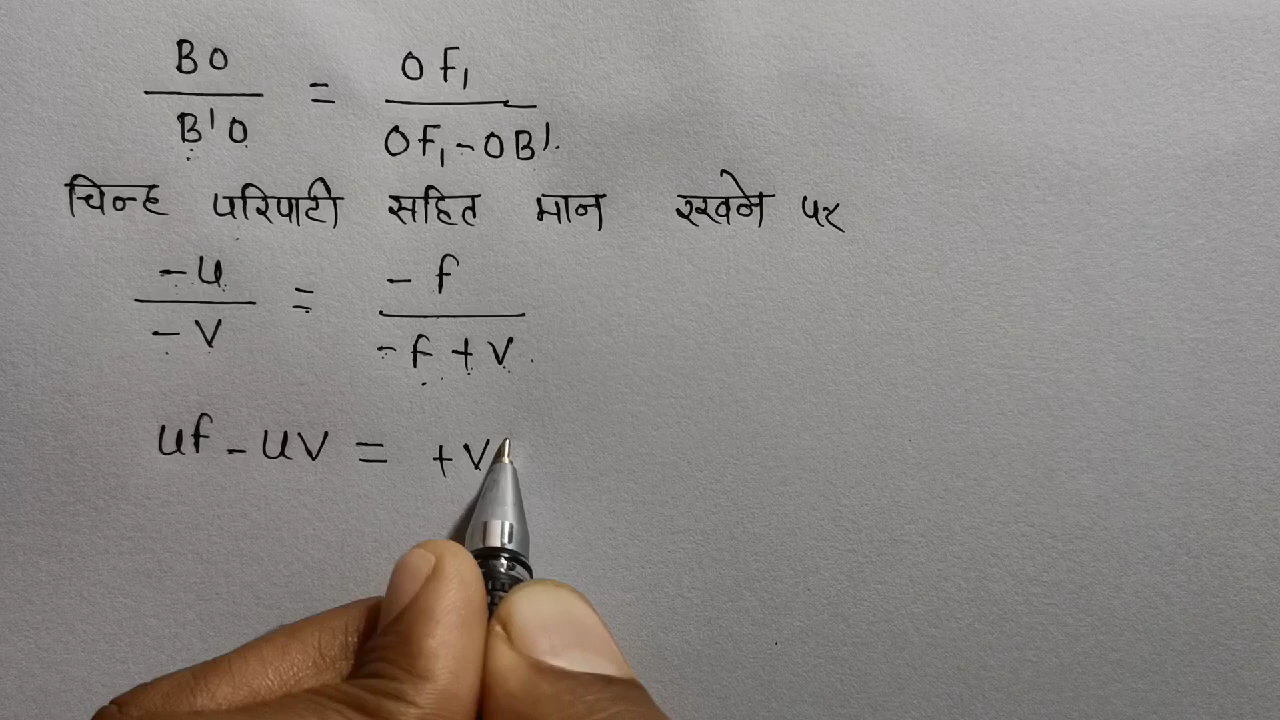 BO / B'O = OF₁ / OF₁ - OB'.
चिन्ह परिपाटी सहित मान रखने पर
-u / -v = -f / -f + v
uf - uv = +v